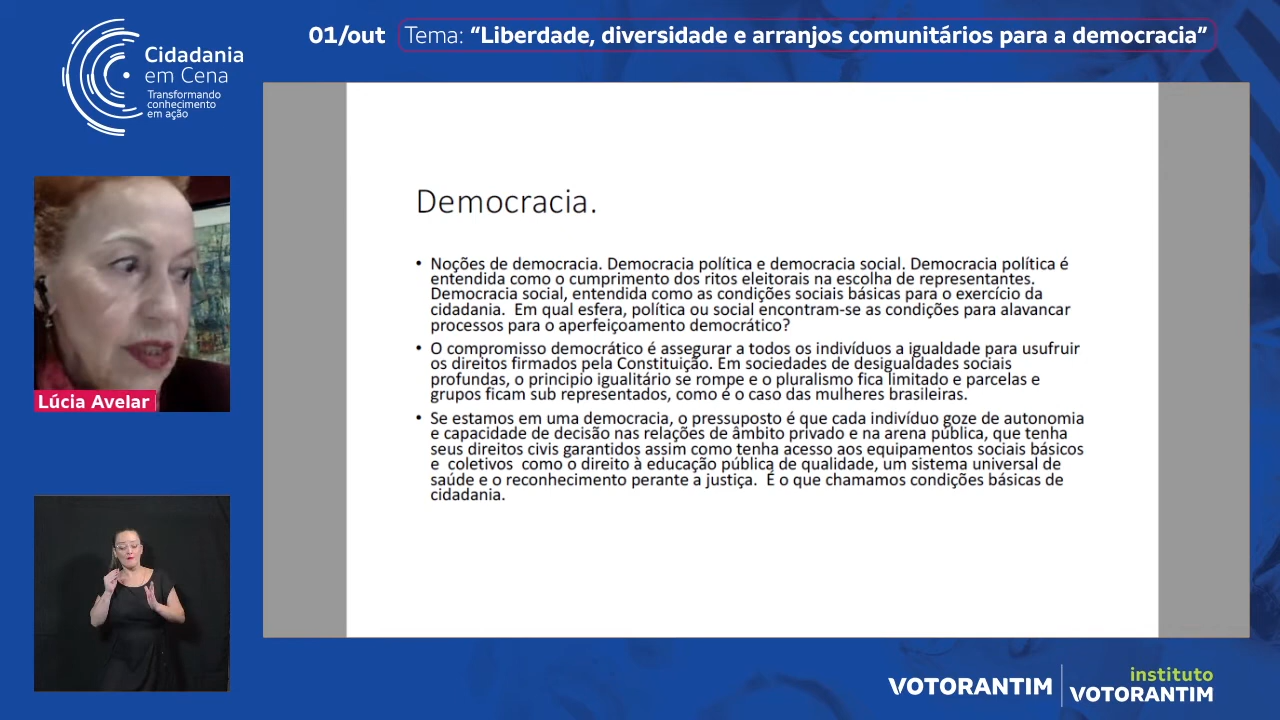 Cidadania
em Cena
Transformando
conhecimento
em ação
01/out Tema: “Liberdade, diversidade e arranjos comunitários para a democracia”
Democracia.
• Noções de democracia. Democracia política e democracia social. Democracia política é
entendida como o cumprimento dos ritos eleitorais na escolha de representantes.
Democracia social, entendida como as condições sociais básicas para o exercício da
cidadania. Em qual esfera, política ou social encontram-se as condições para alavancar
processos para o aperfeiçoamento democrático?
• O compromisso democrático é assegurar a todos os indivíduos a igualdade para usufruir
os direitos firmados pela Constituição. Em sociedades de desigualdades sociais
profundas, o principio igualitário se rompe e o pluralismo fica limitado e parcelas e
grupos ficam sub representados, como é o caso das mulheres brasileiras.
• Se estamos em uma democracia, o pressuposto é que cada indivíduo goze de autonomia
e capacidade de decisão nas relações de âmbito privado e na arena pública, que tenha
seus direitos civis garantidos assim como tenha acesso aos equipamentos sociais básicos
e coletivos como o direito à educação pública de qualidade, um sistema universal de
saúde e o reconhecimento perante a justiça. É o que chamamos condições básicas de
cidadania.
Lúcia Avelar
VOTORANTIM
instituto
VOTORANTIM